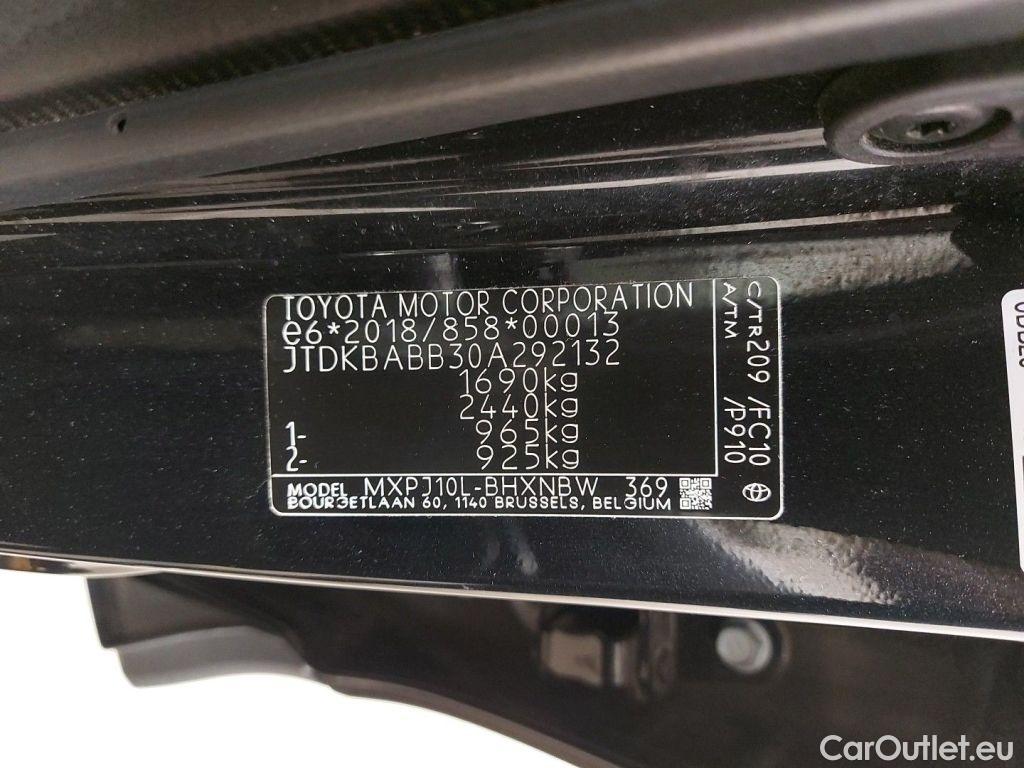 TOYOTA MOTOR CORPORATION
e6*2018/858*00013
JTDKBABB30A292132
1690kg
2440kg
1- 965kg
2- 925kg
MODEL MXPJ10L-BHXNBW 369
BOURGETLAAN 60, 1140 BRUSSELS, BELGIUM
C/TR209 /FC10
A/TM /P910
CarOutlet.eu